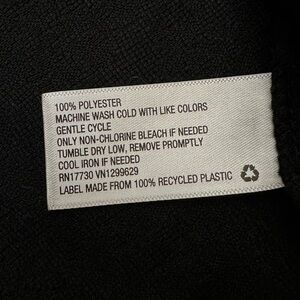 100% POLYESTER
MACHINE WASH COLD WITH LIKE COLORS
GENTLE CYCLE
ONLY NON-CHLORINE BLEACH IF NEEDED
TUMBLE DRY LOW, REMOVE PROMPTLY
COOL IRON IF NEEDED
RN17730 VN1299629
LABEL MADE FROM 100% RECYCLED PLASTIC